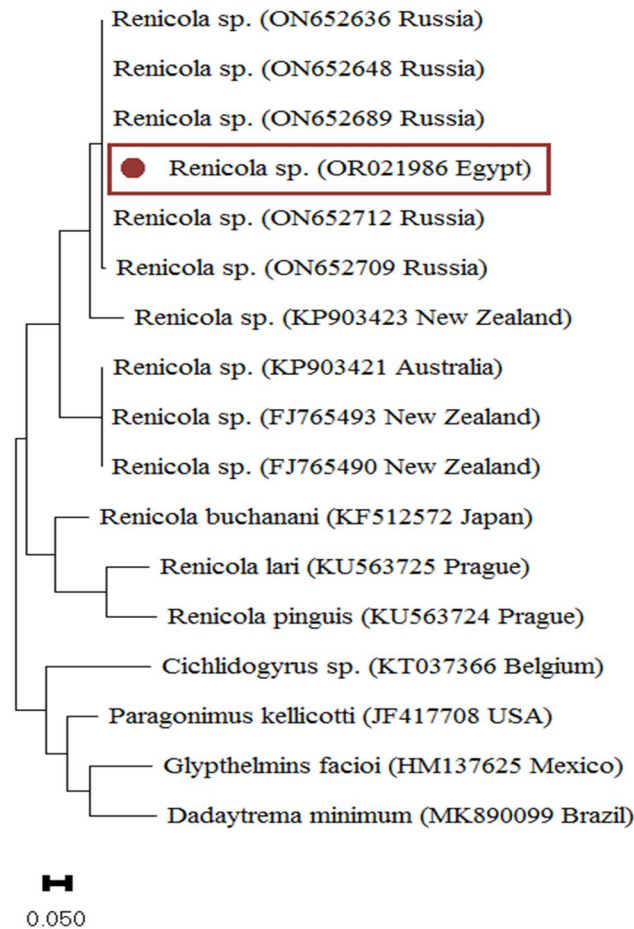 Renicola sp. (ON652636 Russia)
Renicola sp. (ON652648 Russia)
Renicola sp. (ON652689 Russia)
Renicola sp. (OR021986 Egypt)
Renicola sp. (ON652712 Russia)
Renicola sp. (ON652709 Russia)
Renicola sp. (KP903423 New Zealand)
Renicola sp. (KP903421 Australia)
Renicola sp. (FJ765493 New Zealand)
Renicola sp. (FJ765490 New Zealand)
Renicola buchanani (KF512572 Japan)
Renicola lari (KU563725 Prague)
Renicola pinguis (KU563724 Prague)
Cichlidogyrus sp. (KT037366 Belgium)
Paragonimus kellicotti (JF417708 USA)
Glypthelmins facioi (HM137625 Mexico)
Dadaytrema minimum (MK890099 Brazil)
0.050